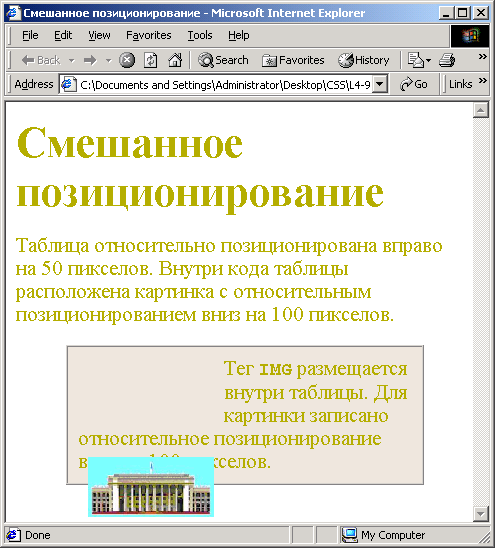 Смешанное позиционирование - Microsoft Internet Explorer
File Edit View Favorites Tools Help
Back Search Favorites History
Address C:\Documents and Settings\Administrator\Desktop\CSS\L4-9 Go Links
Смешанное
позиционирование
Таблица относительно позиционирована вправо
на 50 пикселов. Внутри кода таблицы
расположена картинка с относительным
позиционированием вниз на 100 пикселов.
Тег IMG размещается
внутри таблицы. Для
картинки записано
относительное позиционирование
100 кселов.
Done My Computer